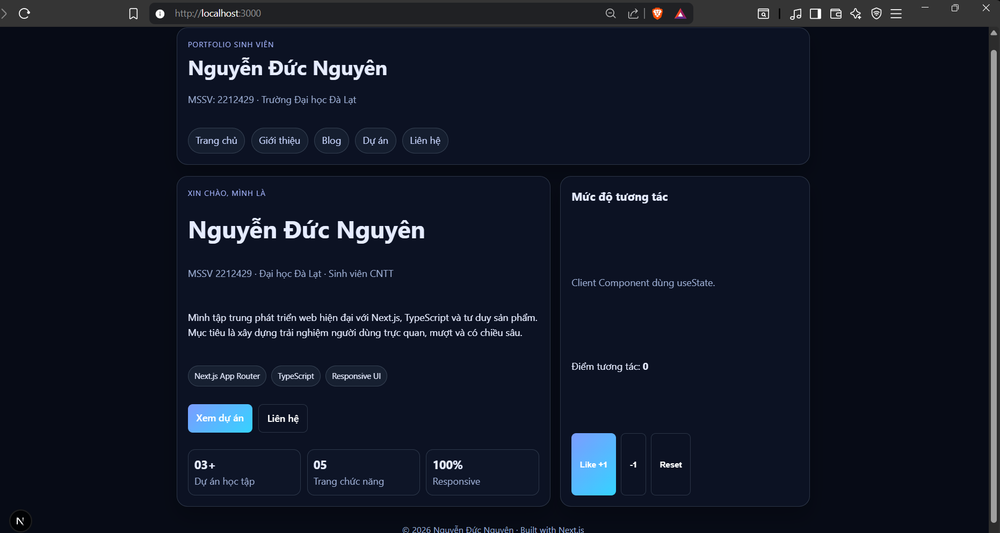 http://localhost:3000
PORTFOLIO SINH VIÊN
Nguyễn Đức Nguyên
MSSV: 2212429 · Trường Đại học Đà Lạt
Trang chủ
Giới thiệu
Blog
Dự án
Liên hệ
XIN CHÀO, MÌNH LÀ
Nguyễn Đức Nguyên
MSSV 2212429 · Đại học Đà Lạt · Sinh viên CNTT
Mình tập trung phát triển web hiện đại với Next.js, TypeScript và tư duy sản phẩm.
Mục tiêu là xây dựng trải nghiệm người dùng trực quan, mượt và có chiều sâu.
Next.js App Router
TypeScript
Responsive UI
Xem dự án
Liên hệ
03+
Dự án học tập
05
Trang chức năng
100%
Responsive
Mức độ tương tác
Client Component dùng useState.
Điểm tương tác: 0
Like +1
-1
Reset
N
© 2026 Nguyễn Đức Nguyên · Built with Next.js